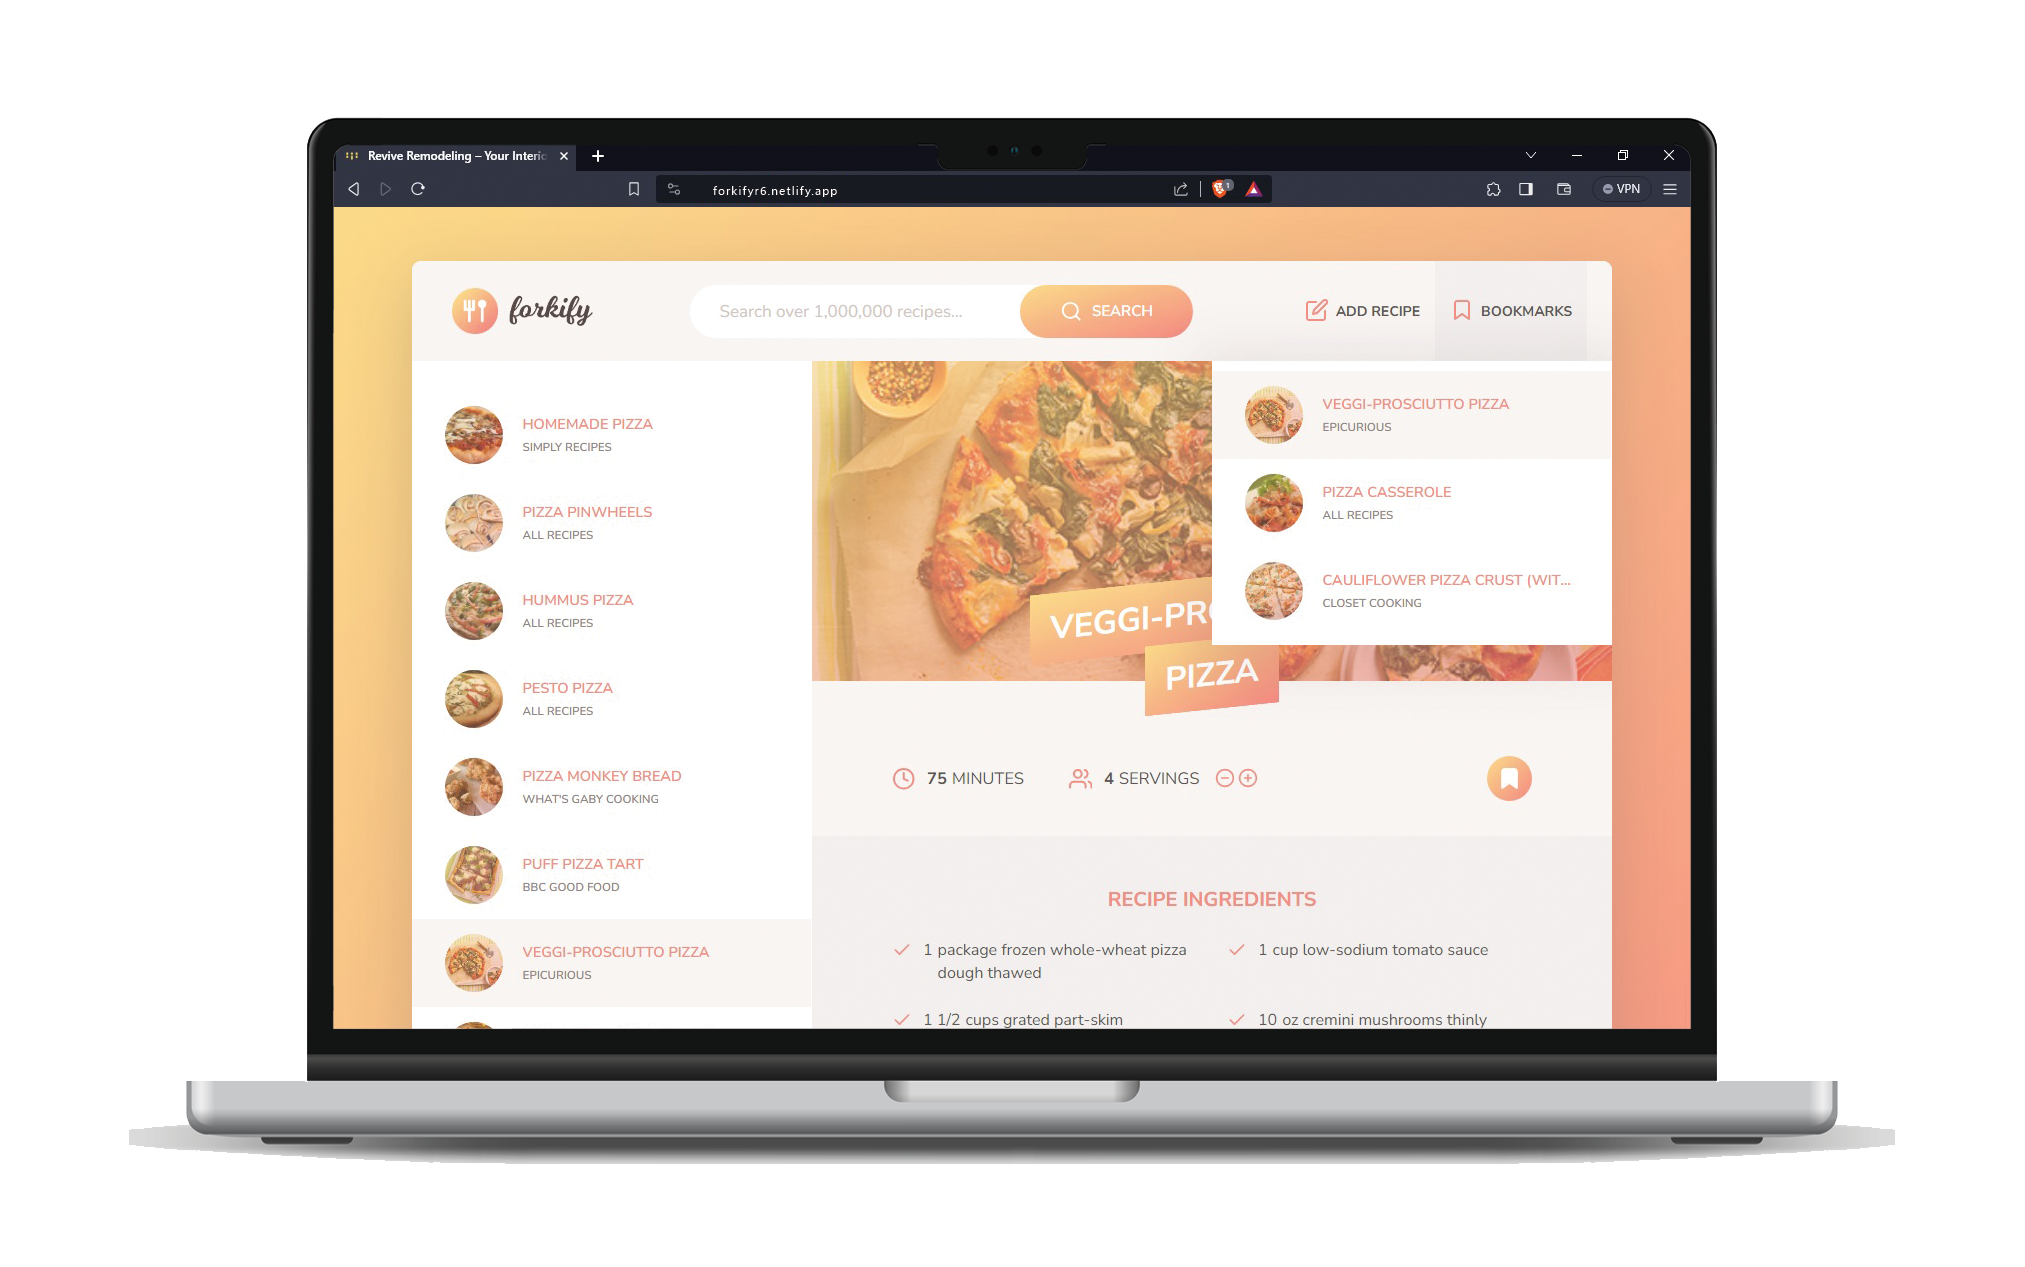 Revive Remodeling – Your Interi
forkifyr6.netlify.app
1
VPN
forkify
Search over 1,000,000 recipes...
SEARCH
ADD RECIPE
BOOKMARKS
HOMEMADE PIZZA
SIMPLY RECIPES
PIZZA PINWHEELS
ALL RECIPES
HUMMUS PIZZA
ALL RECIPES
PESTO PIZZA
ALL RECIPES
PIZZA MONKEY BREAD
WHAT'S GABY COOKING
PUFF PIZZA TART
BBC GOOD FOOD
VEGGI-PROSCIUTTO PIZZA
EPICURIOUS
VEGGI-PRO
PIZZA
VEGGI-PROSCIUTTO PIZZA
EPICURIOUS
PIZZA CASSEROLE
ALL RECIPES
CAULIFLOWER PIZZA CRUST (WIT...
CLOSET COOKING
75 MINUTES
4 SERVINGS
RECIPE INGREDIENTS
1 package frozen whole-wheat pizza
dough thawed
1 cup low-sodium tomato sauce
1 1/2 cups grated part-skim
10 oz cremini mushrooms thinly